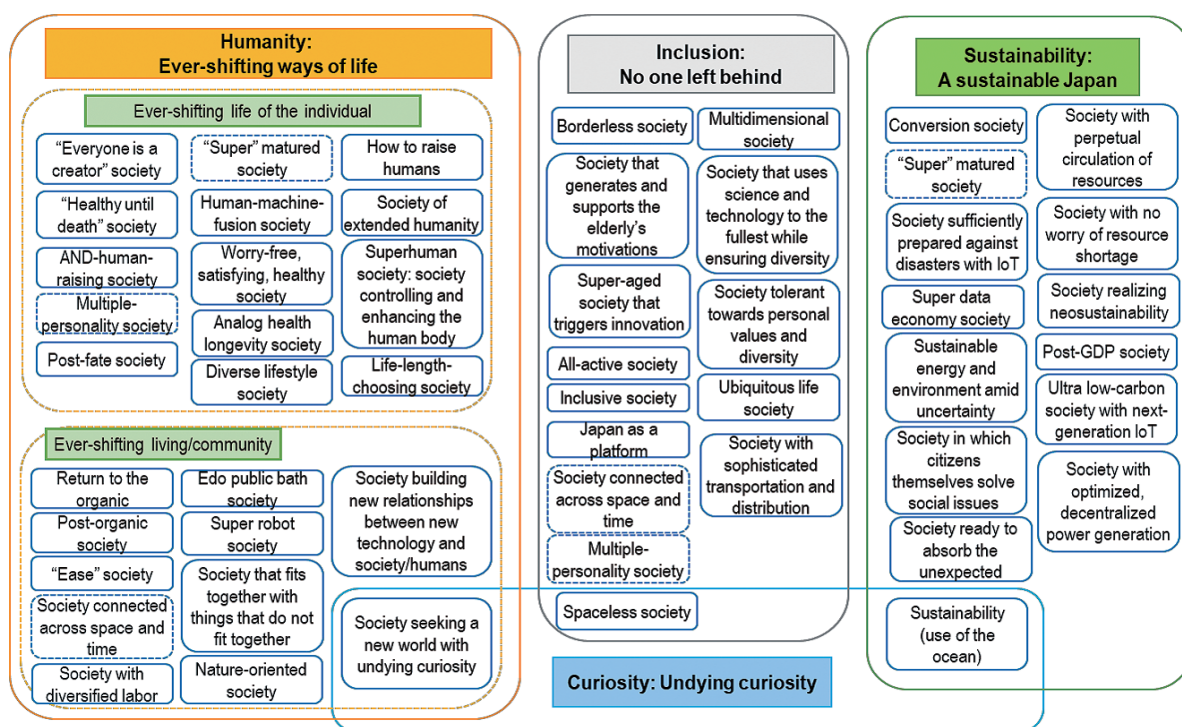 Humanity:
Ever-shifting ways of life
Ever-shifting life of the individual
“Everyone is a
creator” society
“Healthy until
death” society
AND-human-
raising society
Multiple-
personality society
Post-fate society
“Super” matured
society
Human-machine-
fusion society
Worry-free,
satisfying, healthy
society
Analog health
longevity society
Diverse lifestyle
society
How to raise
humans
Society of
extended humanity
Superhuman
society: society
controlling and
enhancing the
human body
Life-length-
choosing society
Ever-shifting living/community
Return to the
organic
Post-organic
society
“Ease” society
Society connected
across space and
time
Society with
diversified labor
Edo public bath
society
Super robot
society
Society that fits
together with
things that do not
fit together
Nature-oriented
society
Society building
new relationships
between new
technology and
society/humans
Society seeking a
new world with
undying curiosity
Inclusion:
No one left behind
Borderless society
Society that
generates and
supports the
elderly’s
motivations
Super-aged
society that
triggers innovation
All-active society
Inclusive society
Japan as a
platform
Society connected
across space and
time
Multiple-
personality society
Spaceless society
Multidimensional
society
Society that uses
science and
technology to the
fullest while
ensuring diversity
Society tolerant
towards personal
values and
diversity
Ubiquitous life
society
Society with
sophisticated
transportation and
distribution
Curiosity: Undying curiosity
Sustainability:
A sustainable Japan
Conversion society
“Super” matured
society
Society sufficiently
prepared against
disasters with IoT
Super data
economy society
Sustainable
energy and
environment amid
uncertainty
Society in which
citizens
themselves solve
social issues
Society ready to
absorb the
unexpected
Sustainability
(use of the
ocean)
Society with
perpetual
circulation of
resources
Society with no
worry of resource
shortage
Society realizing
neosustainability
Post-GDP society
Ultra low-carbon
society with next-
generation IoT
Society with
optimized,
decentralized
power generation